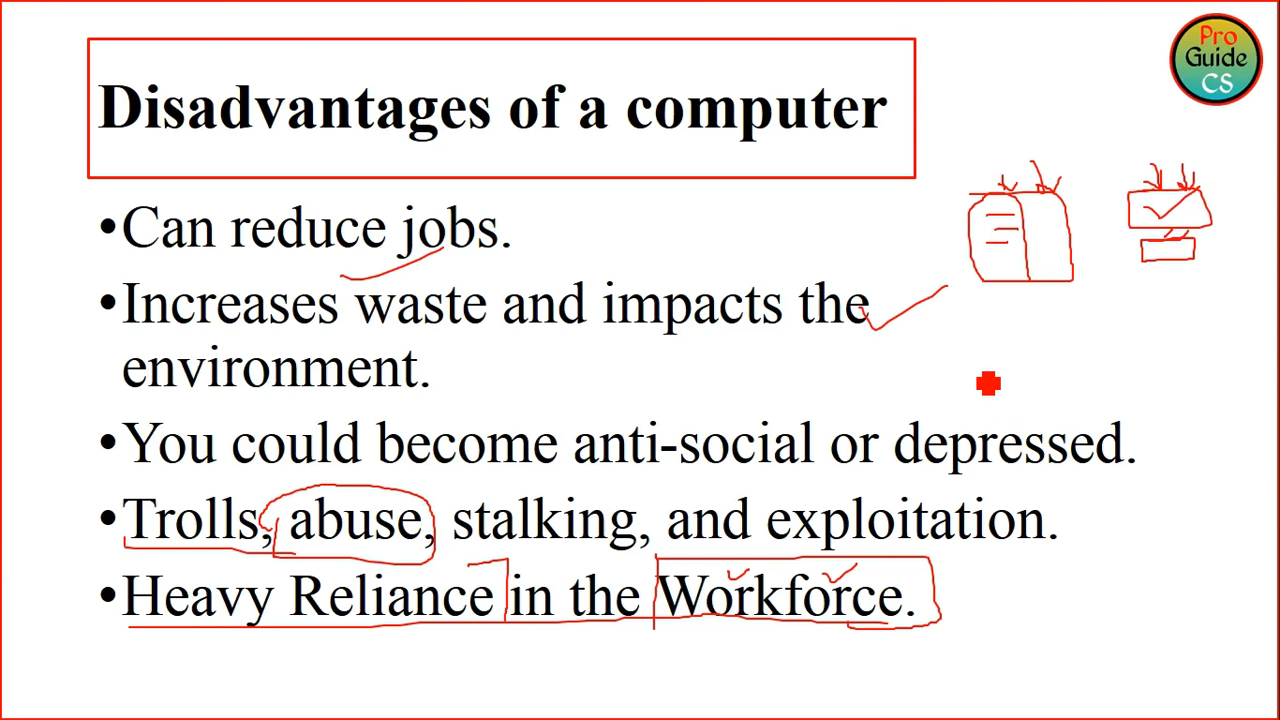 Pro
Guide
CS
Disadvantages of a computer
•Can reduce jobs.
•Increases waste and impacts the
environment.
•You could become anti-social or depressed.
•Trolls, abuse, stalking, and exploitation.
•Heavy Reliance in the Workforce.